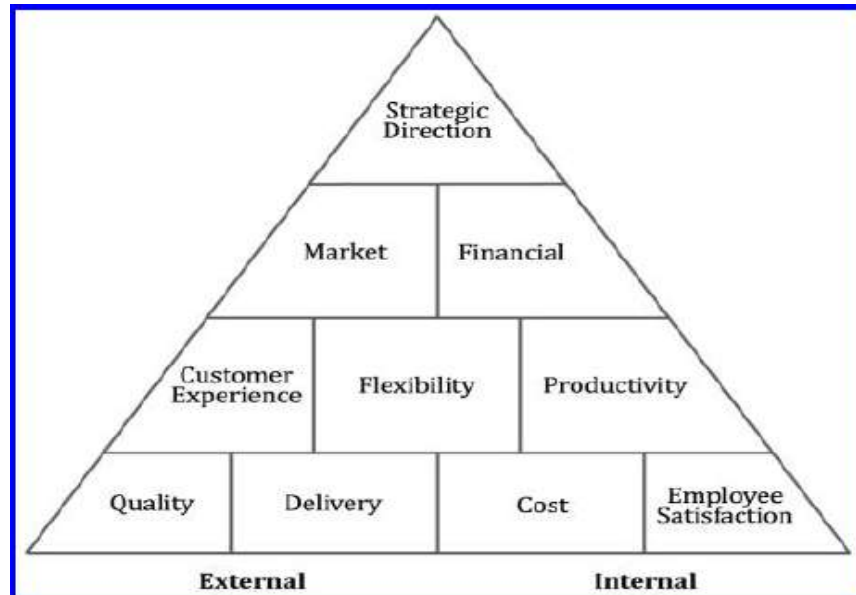 Strategic
Direction
Market
Financial
Customer
Experience
Flexibility
Productivity
Quality
Delivery
Cost
Employee
Satisfaction
External
Internal